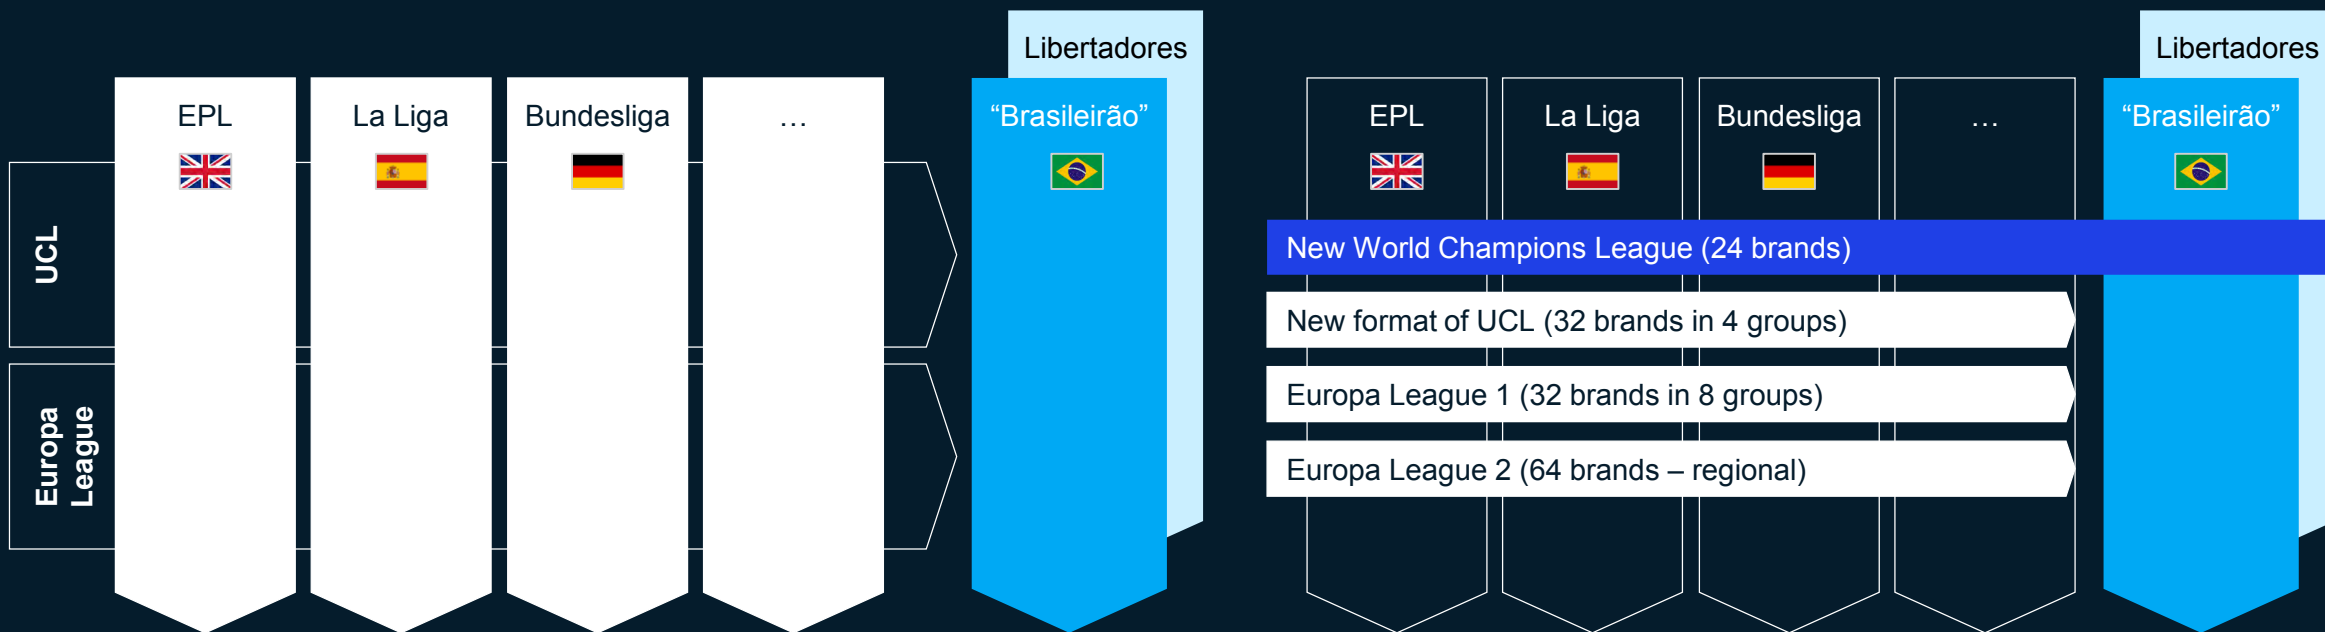 Libertadores
EPL
La Liga
Bundesliga
…
“Brasileirão”
UCL
Europa
League
Libertadores
EPL
La Liga
Bundesliga
…
“Brasileirão”
New World Champions League (24 brands)
New format of UCL (32 brands in 4 groups)
Europa League 1 (32 brands in 8 groups)
Europa League 2 (64 brands – regional)